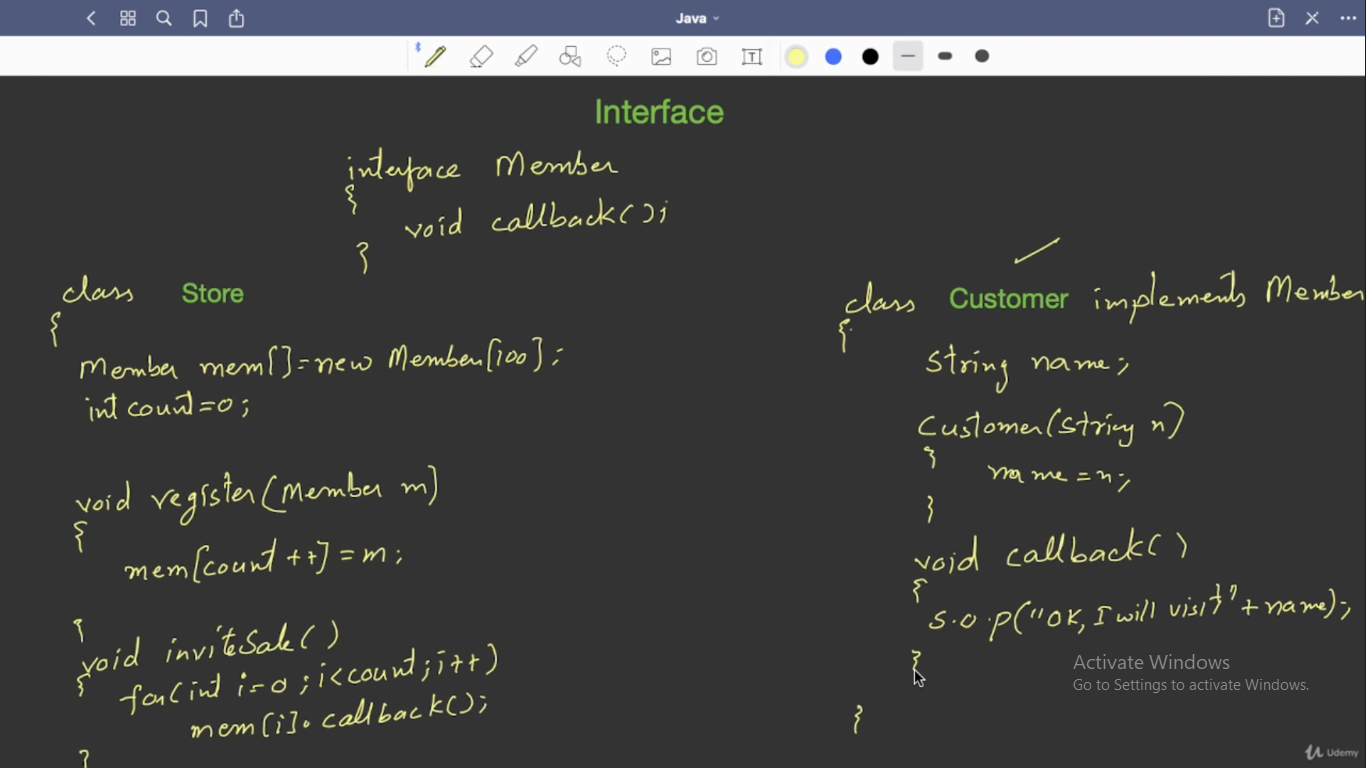 Java
Interface
interface Member
{
void callback();
}
class Store
{
Member mem[]=new Member[100];
int count=0;
void register(Member m)
{
mem[count++]=m;
}
void inviteSale()
{
for(int i=0;i<count;i++)
mem[i].callback();
}
class Customer implements Member
{
String name;
Customer(String n)
{
name=n;
}
void callback()
{
S.o.p("OK, I will visit"+name);
}
}
Activate Windows
Go to Settings to activate Windows.
Udemy